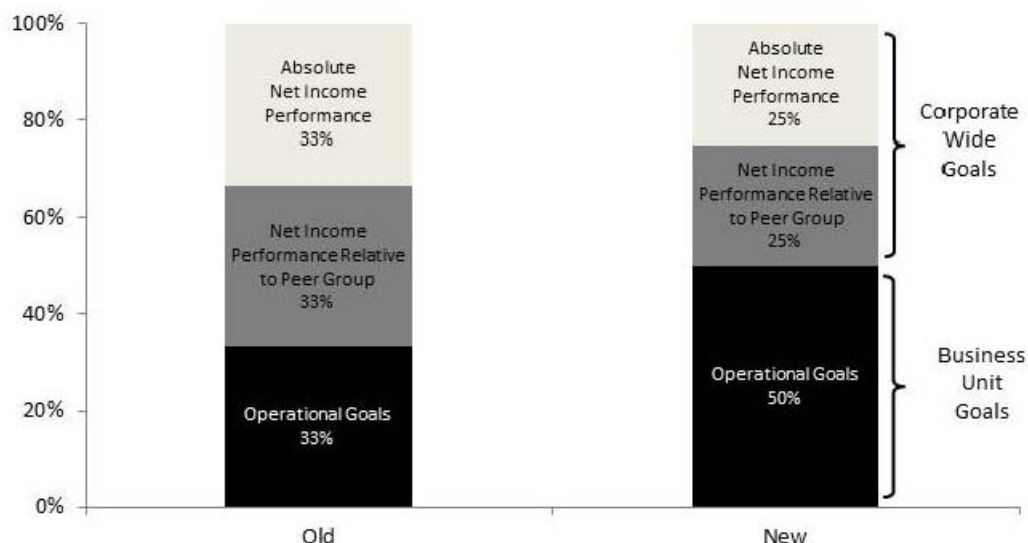 100%
80%
60%
40%
20%
0%
Absolute
Net Income
Performance
33%
Net Income
Performance Relative
to Peer Group
33%
Operational Goals
33%
Old
Absolute
Net Income
Performance
25%
Net Income
Performance Relative
to Peer Group
25%
Operational Goals
50%
New
Corporate
Wide
Goals
Business
Unit
Goals